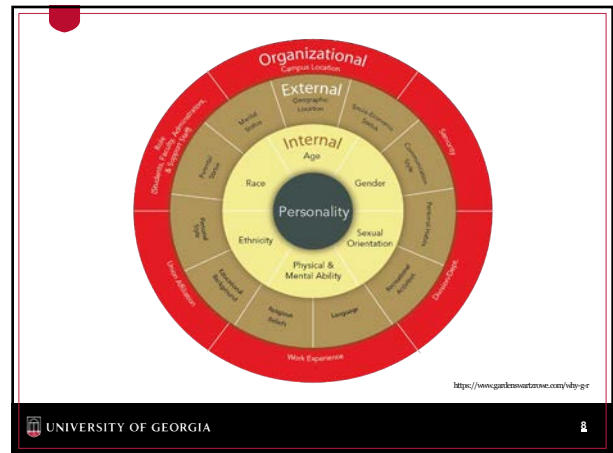 Organizational
Campus Location
External
Geographic
Location
Socio-Economic
Status
Marital
Status
Communication
Style
Parental
Status
Role
(Students, Faculty, Administrators,
& Support Staff)
Seniority
Internal
Age
Race
Gender
Personality
Ethnicity
Sexual
Orientation
Physical &
Mental Ability
Personal
Style
Personal Habits
Educational
Background
Recreational
Activities
Religious
Beliefs
Language
Union Affiliation
Division/Dept.
Work Experience
https://www.gardenswartzrowe.com/why-g-r
UNIVERSITY OF GEORGIA
8